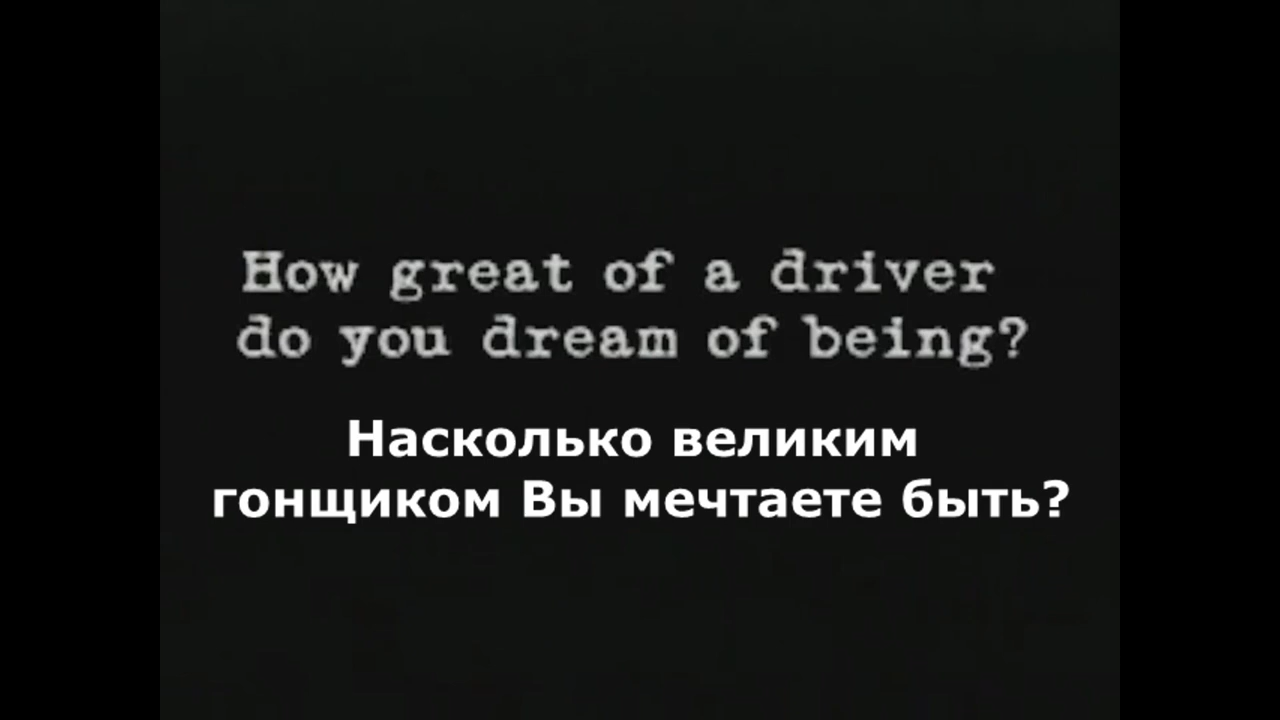 How great of a driver
do you dream of being?
Насколько великим
гонщиком Вы мечтаете быть?